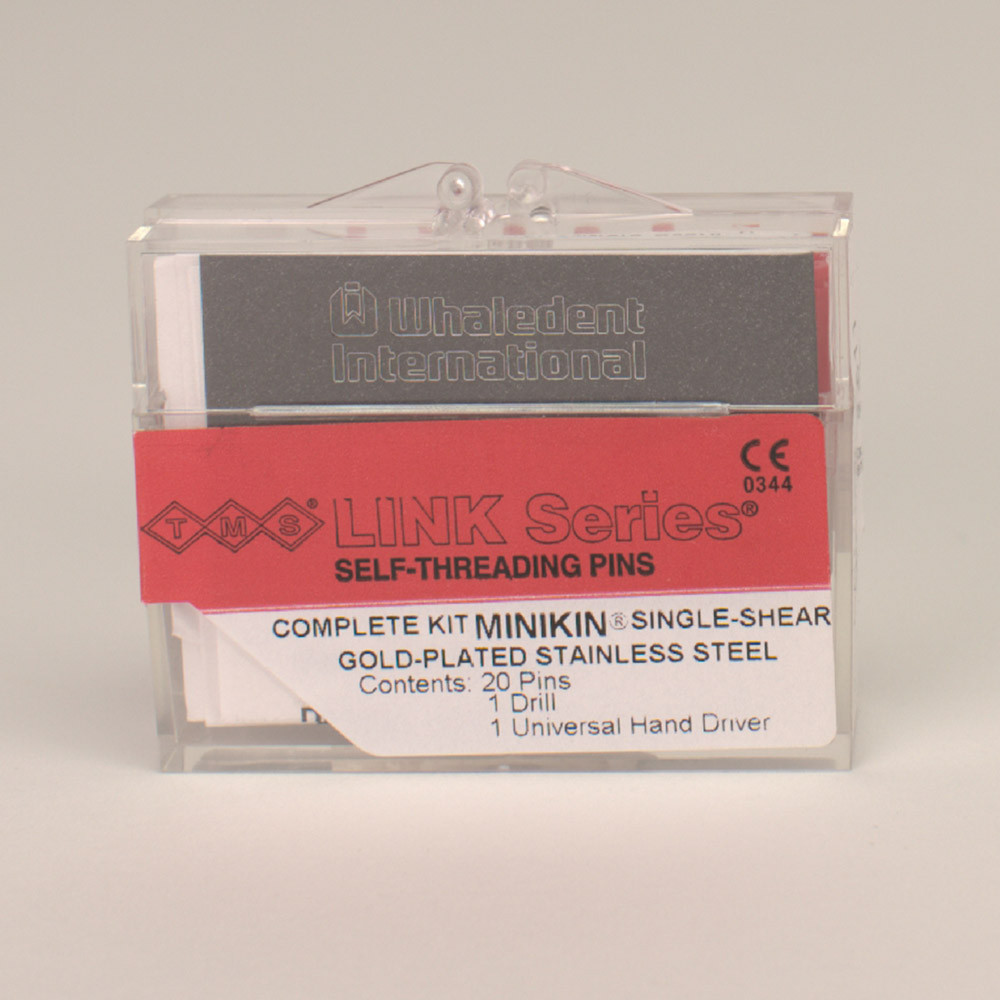 Whaledent
International
CE
0344
TMS® LINK Series®
SELF-THREADING PINS
COMPLETE KIT MINIKIN® SINGLE-SHEAR
GOLD-PLATED STAINLESS STEEL
Contents: 20 Pins
1 Drill
1 Universal Hand Driver